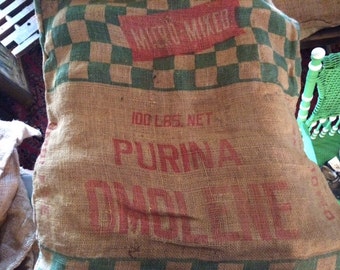 MICRO-MIXED
100 LBS. NET
PURINA
OMOLENE